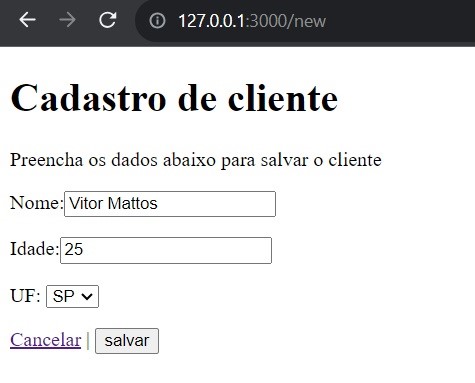 127.0.0.1:3000/new
Cadastro de cliente
Preencha os dados abaixo para salvar o cliente
Nome:Vitor Mattos
Idade:25
UF: SP
Cancelar | salvar